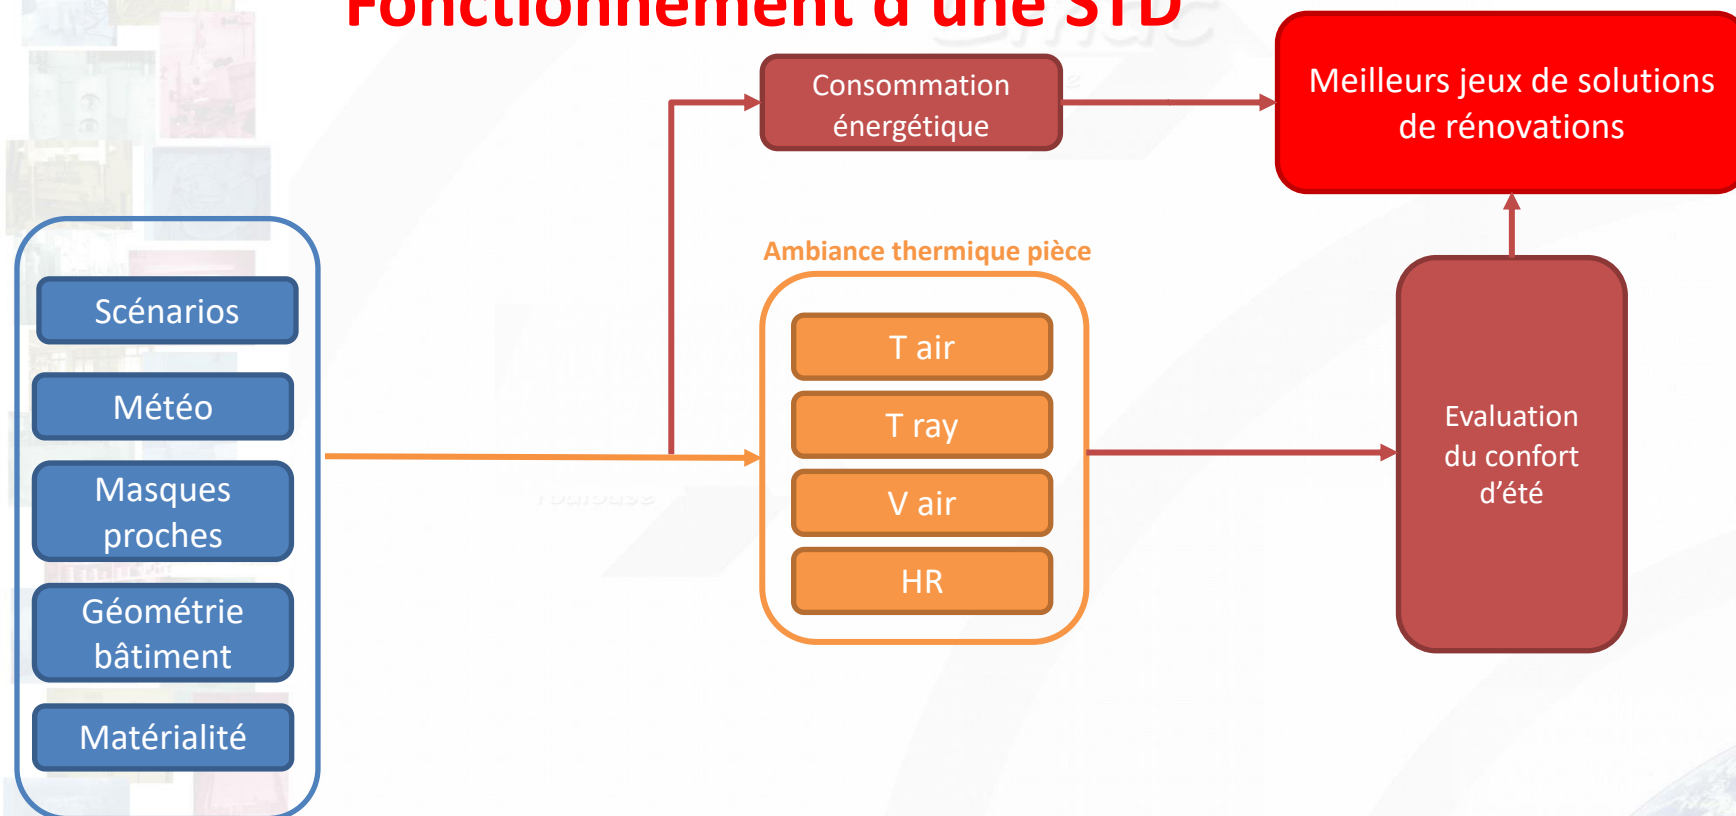 Fonctionnement d'une STD
Consommation
énergétique
Meilleurs jeux de solutions
de rénovations
Ambiance thermique pièce
Scénarios
Météo
Masques
proches
Géométrie
bâtiment
Matérialité
T air
T ray
V air
HR
Evaluation
du confort
d’été
Toulouse